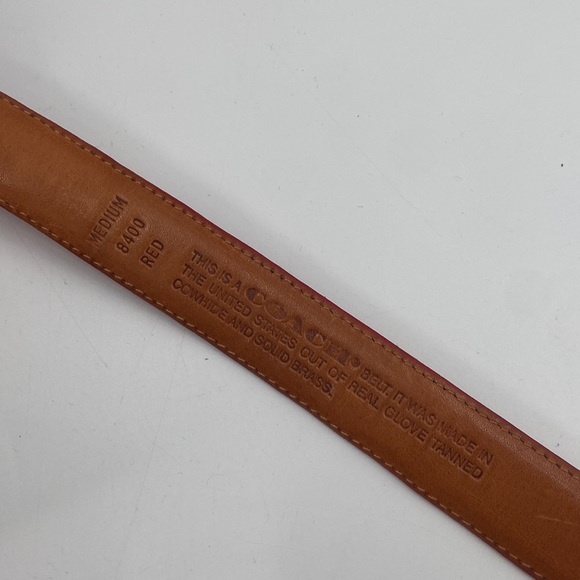 MEDIUM
8400
RED
THIS IS A COACH® BELT. IT WAS MADE IN
THE UNITED STATES OUT OF REAL GLOVE TANNED
COWHIDE AND SOLID BRASS.